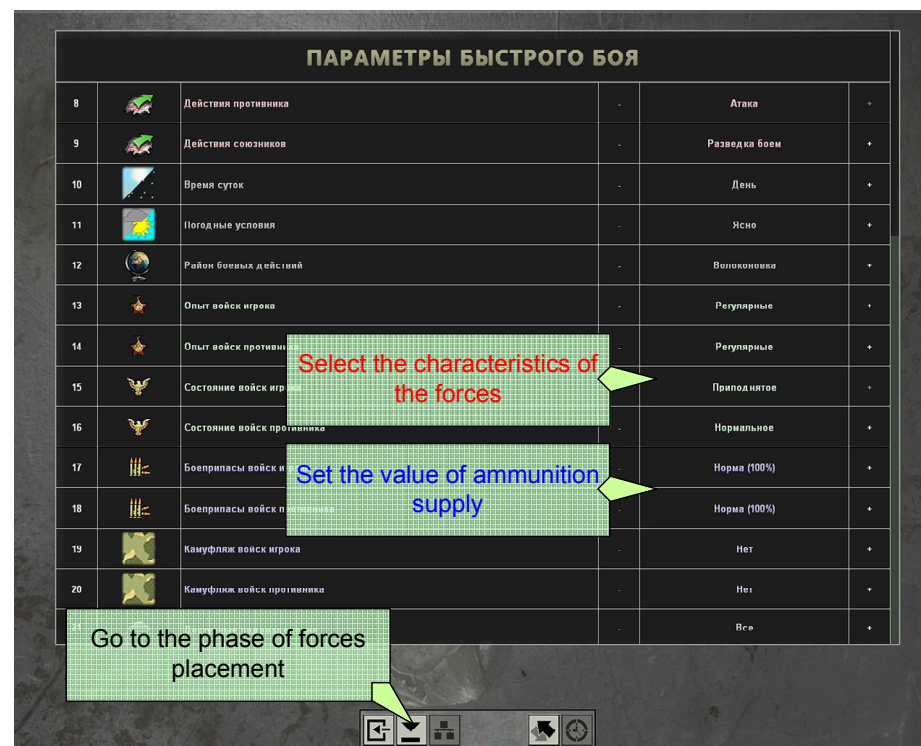 ПАРАМЕТРЫ БЫСТРОГО БОЯ
8 Действия противника - Атака +
9 Действия союзников - Разведка боем +
10 Время суток - День +
11 Погодные условия - Ясно +
12 Район боевых действий - Волоконовка +
13 Опыт войск игрока - Регулярные +
14 Опыт войск противни - Регулярные +
Select the characteristics of
the forces
15 Состояние войск игрока - Приподнятое +
16 Состояние войск противника - Нормальное +
17 Боеприпасы войск и - Норма (100%) +
Set the value of ammunition
supply
18 Боеприпасы войск противника - Норма (100%) +
19 Камуфляж войск игрока - Нет +
20 Камуфляж войск противника - Нет +
21 - Все +
Go to the phase of forces
placement